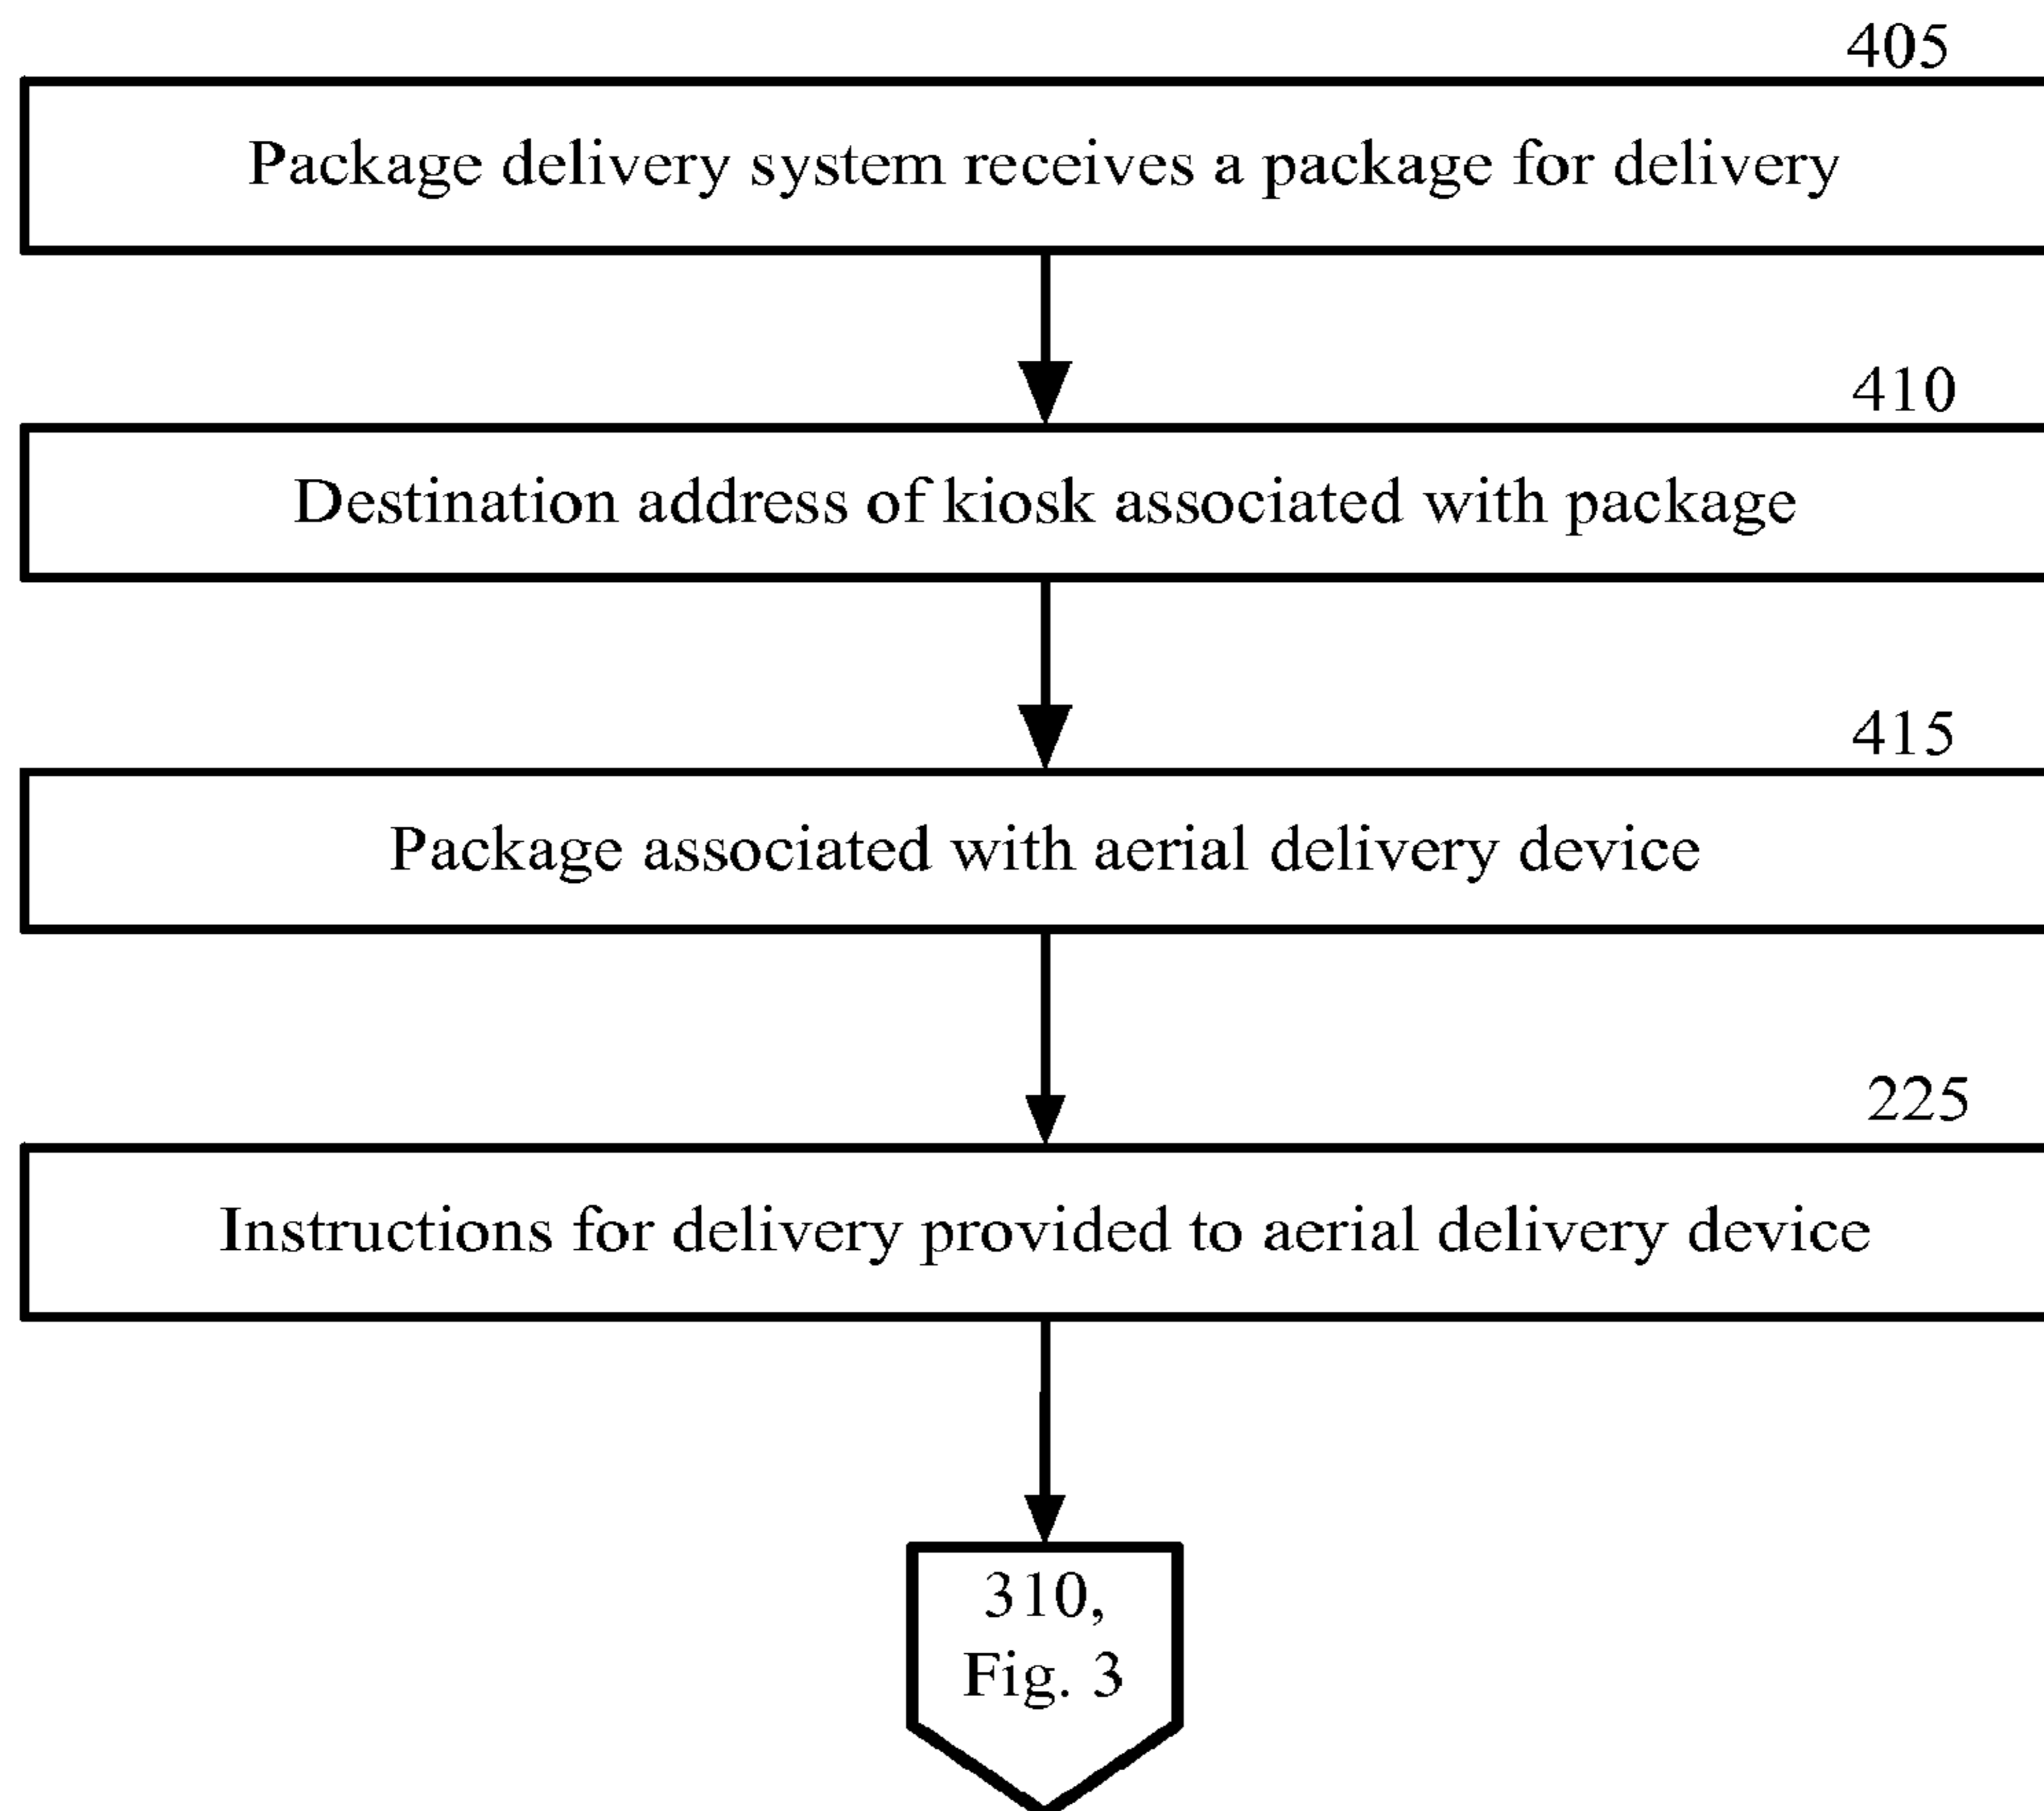 405
Package delivery system receives a package for delivery
410
Destination address of kiosk associated with package
415
Package associated with aerial delivery device
225
Instructions for delivery provided to aerial delivery device
310,
Fig. 3